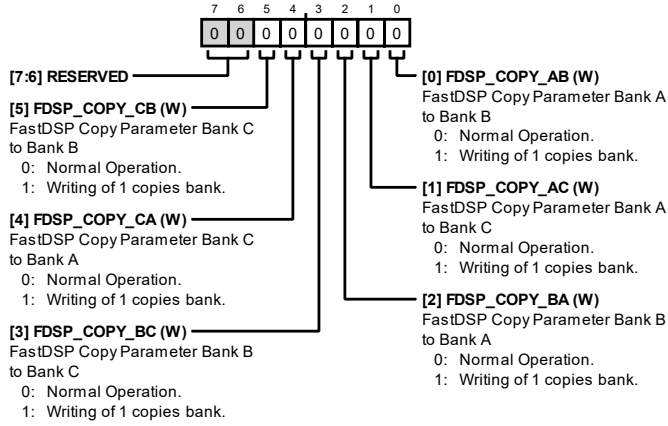 7 6 5 4 3 2 1 0
0 0 0 0 0 0 0 0
[7:6] RESERVED
[5] FDSP_COPY_CB (W)
FastDSP Copy Parameter Bank C
to Bank B
0: Normal Operation.
1: Writing of 1 copies bank.
[4] FDSP_COPY_CA (W)
FastDSP Copy Parameter Bank C
to Bank A
0: Normal Operation.
1: Writing of 1 copies bank.
[3] FDSP_COPY_BC (W)
FastDSP Copy Parameter Bank B
to Bank C
0: Normal Operation.
1: Writing of 1 copies bank.
[0] FDSP_COPY_AB (W)
FastDSP Copy Parameter Bank A
to Bank B
0: Normal Operation.
1: Writing of 1 copies bank.
[1] FDSP_COPY_AC (W)
FastDSP Copy Parameter Bank A
to Bank C
0: Normal Operation.
1: Writing of 1 copies bank.
[2] FDSP_COPY_BA (W)
FastDSP Copy Parameter Bank B
to Bank A
0: Normal Operation.
1: Writing of 1 copies bank.